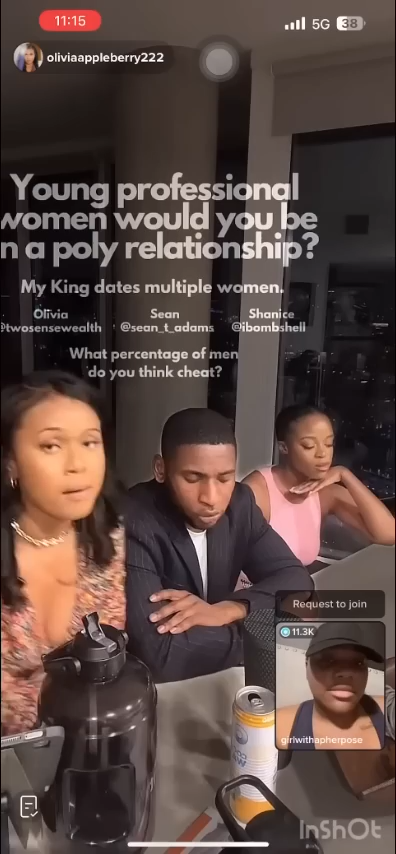 11:15
5G 38
oliviaappleberry222
Young professional
women would you be
n a poly relationship?
My King dates multiple women.
Olivia Sean Shanice
@twosensewealth @sean_t_adams @ibombshell
What percentage of men
do you think cheat?
Request to join
11.3K
girlwithapherpose
InShOt